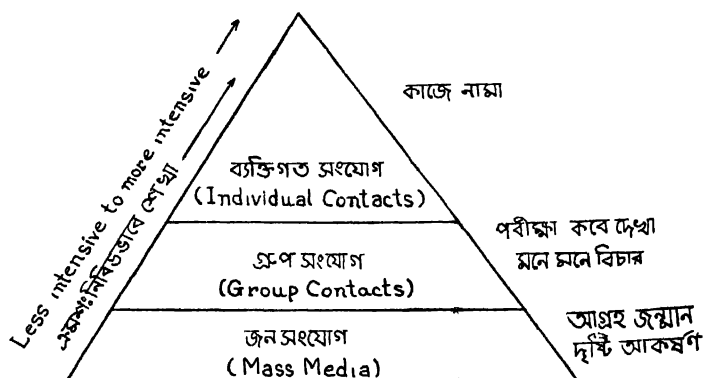 Less intensive to more intensive
ক্রমশঃনিবিড়ভাবে শেখা
কাজে নামা
ব্যক্তিগত সংযোগ
(Individual Contacts)
পরীক্ষা কবে দেখা
মনে মনে বিচার
গ্রুপ সংযোগ
(Group Contacts)
আগ্রহ জন্মান
দৃষ্টি আকর্ষণ
জন সংযোগ
(Mass Media)